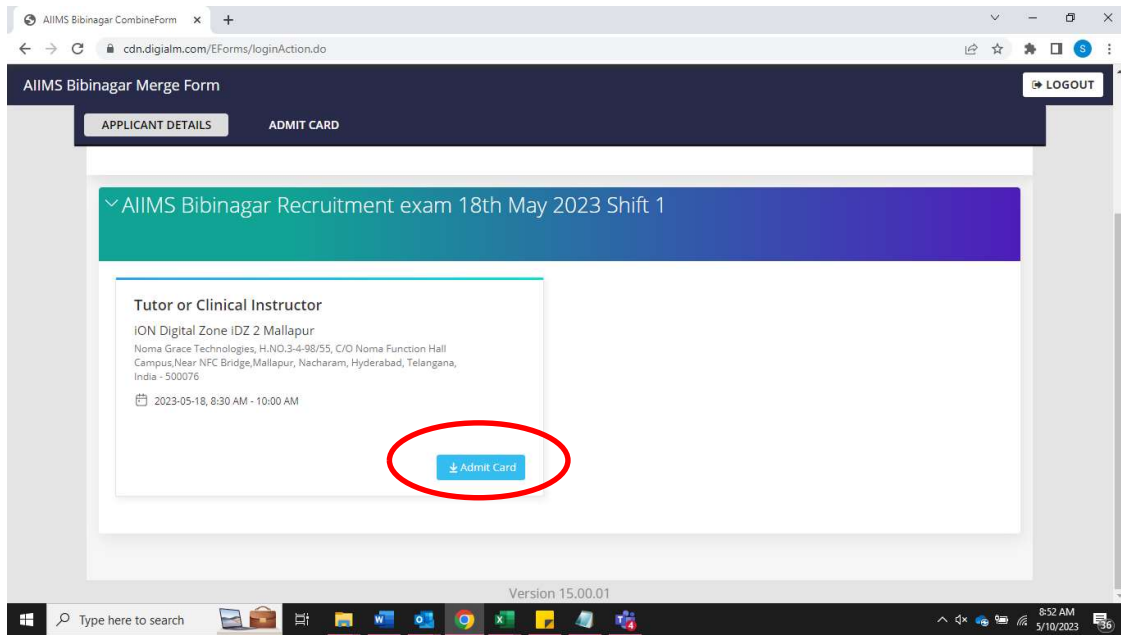 AIIMS Bibinagar CombineForm
cdn.digialm.com/EForms/loginAction.do
S
AIIMS Bibinagar Merge Form
LOGOUT
APPLICANT DETAILS ADMIT CARD
AIIMS Bibinagar Recruitment exam 18th May 2023 Shift 1
Tutor or Clinical Instructor
iON Digital Zone iDZ 2 Mallapur
Noma Grace Technologies, H.NO.3-4-98/55, C/O Noma Function Hall
Campus,Near NFC Bridge,Mallapur, Nacharam, Hyderabad, Telangana,
India - 500076
2023-05-18, 8:30 AM - 10:00 AM
Admit Card
Version 15.00.01
Type here to search
8:52 AM
5/10/2023
36
4